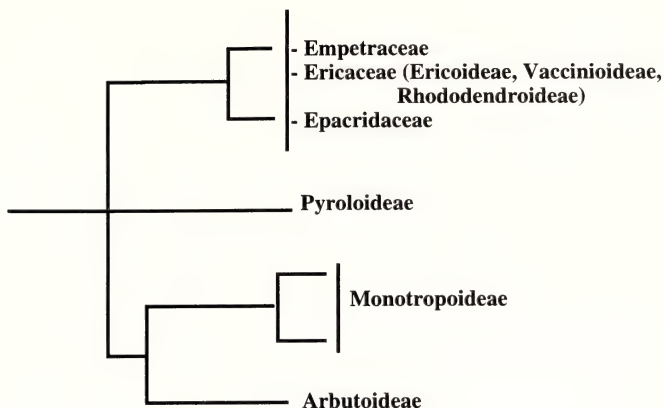 - Empetraceae
- Ericaceae (Ericoideae, Vaccinioideae,
Rhododendroideae)
- Epacridaceae
Pyroloideae
Monotropoideae
Arbutoideae